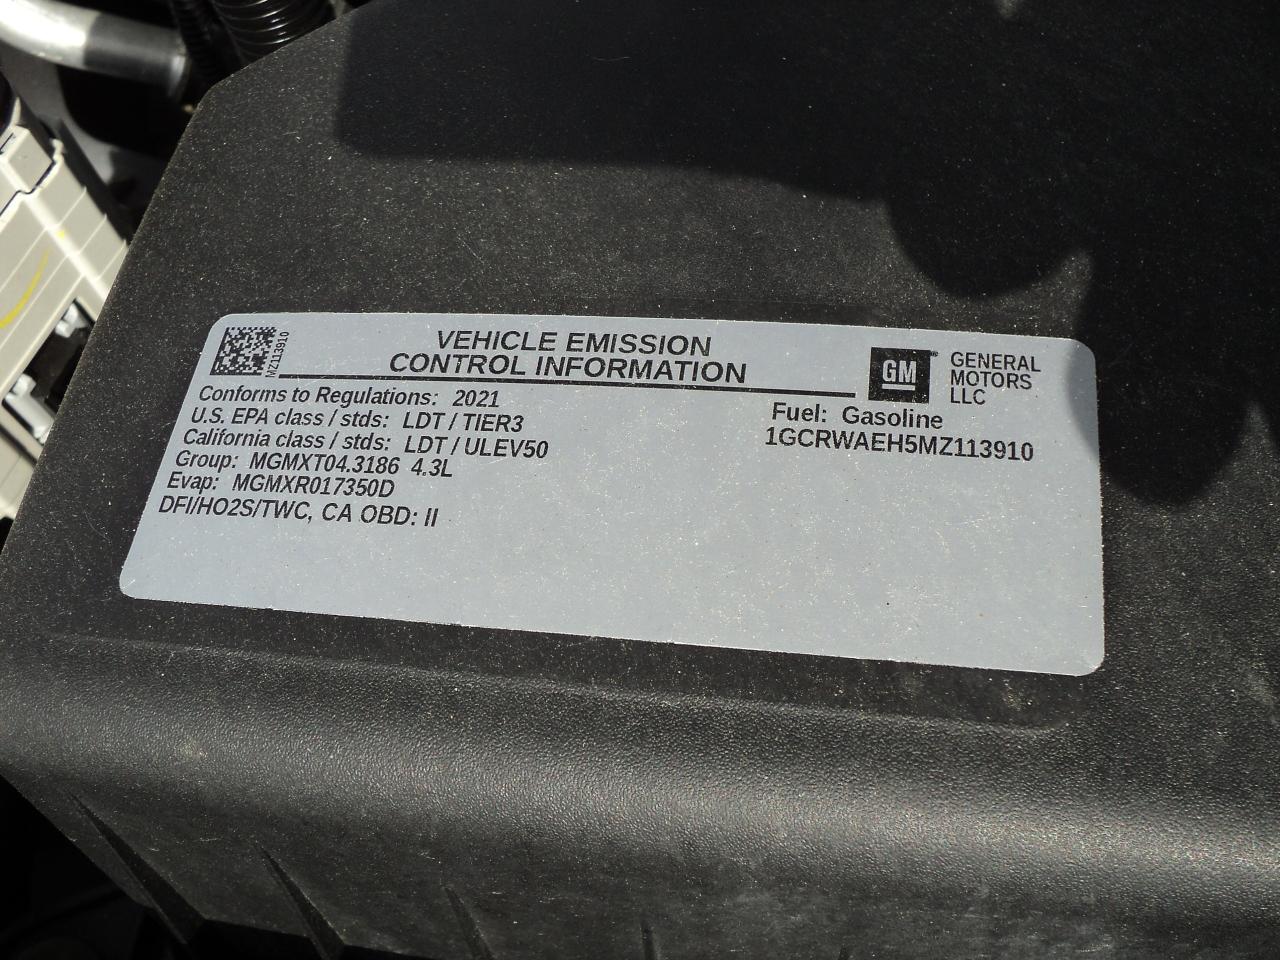 MZ113910
VEHICLE EMISSION
CONTROL INFORMATION
GM
GENERAL
MOTORS
LLC
Conforms to Regulations: 2021
U.S. EPA class / stds: LDT / TIER3
California class / stds: LDT / ULEV50
Group: MGMXT04.3186 4.3L
Evap: MGMXR017350D
DFI/HO2S/TWC, CA OBD: II
Fuel: Gasoline
1GCRWAEH5MZ113910